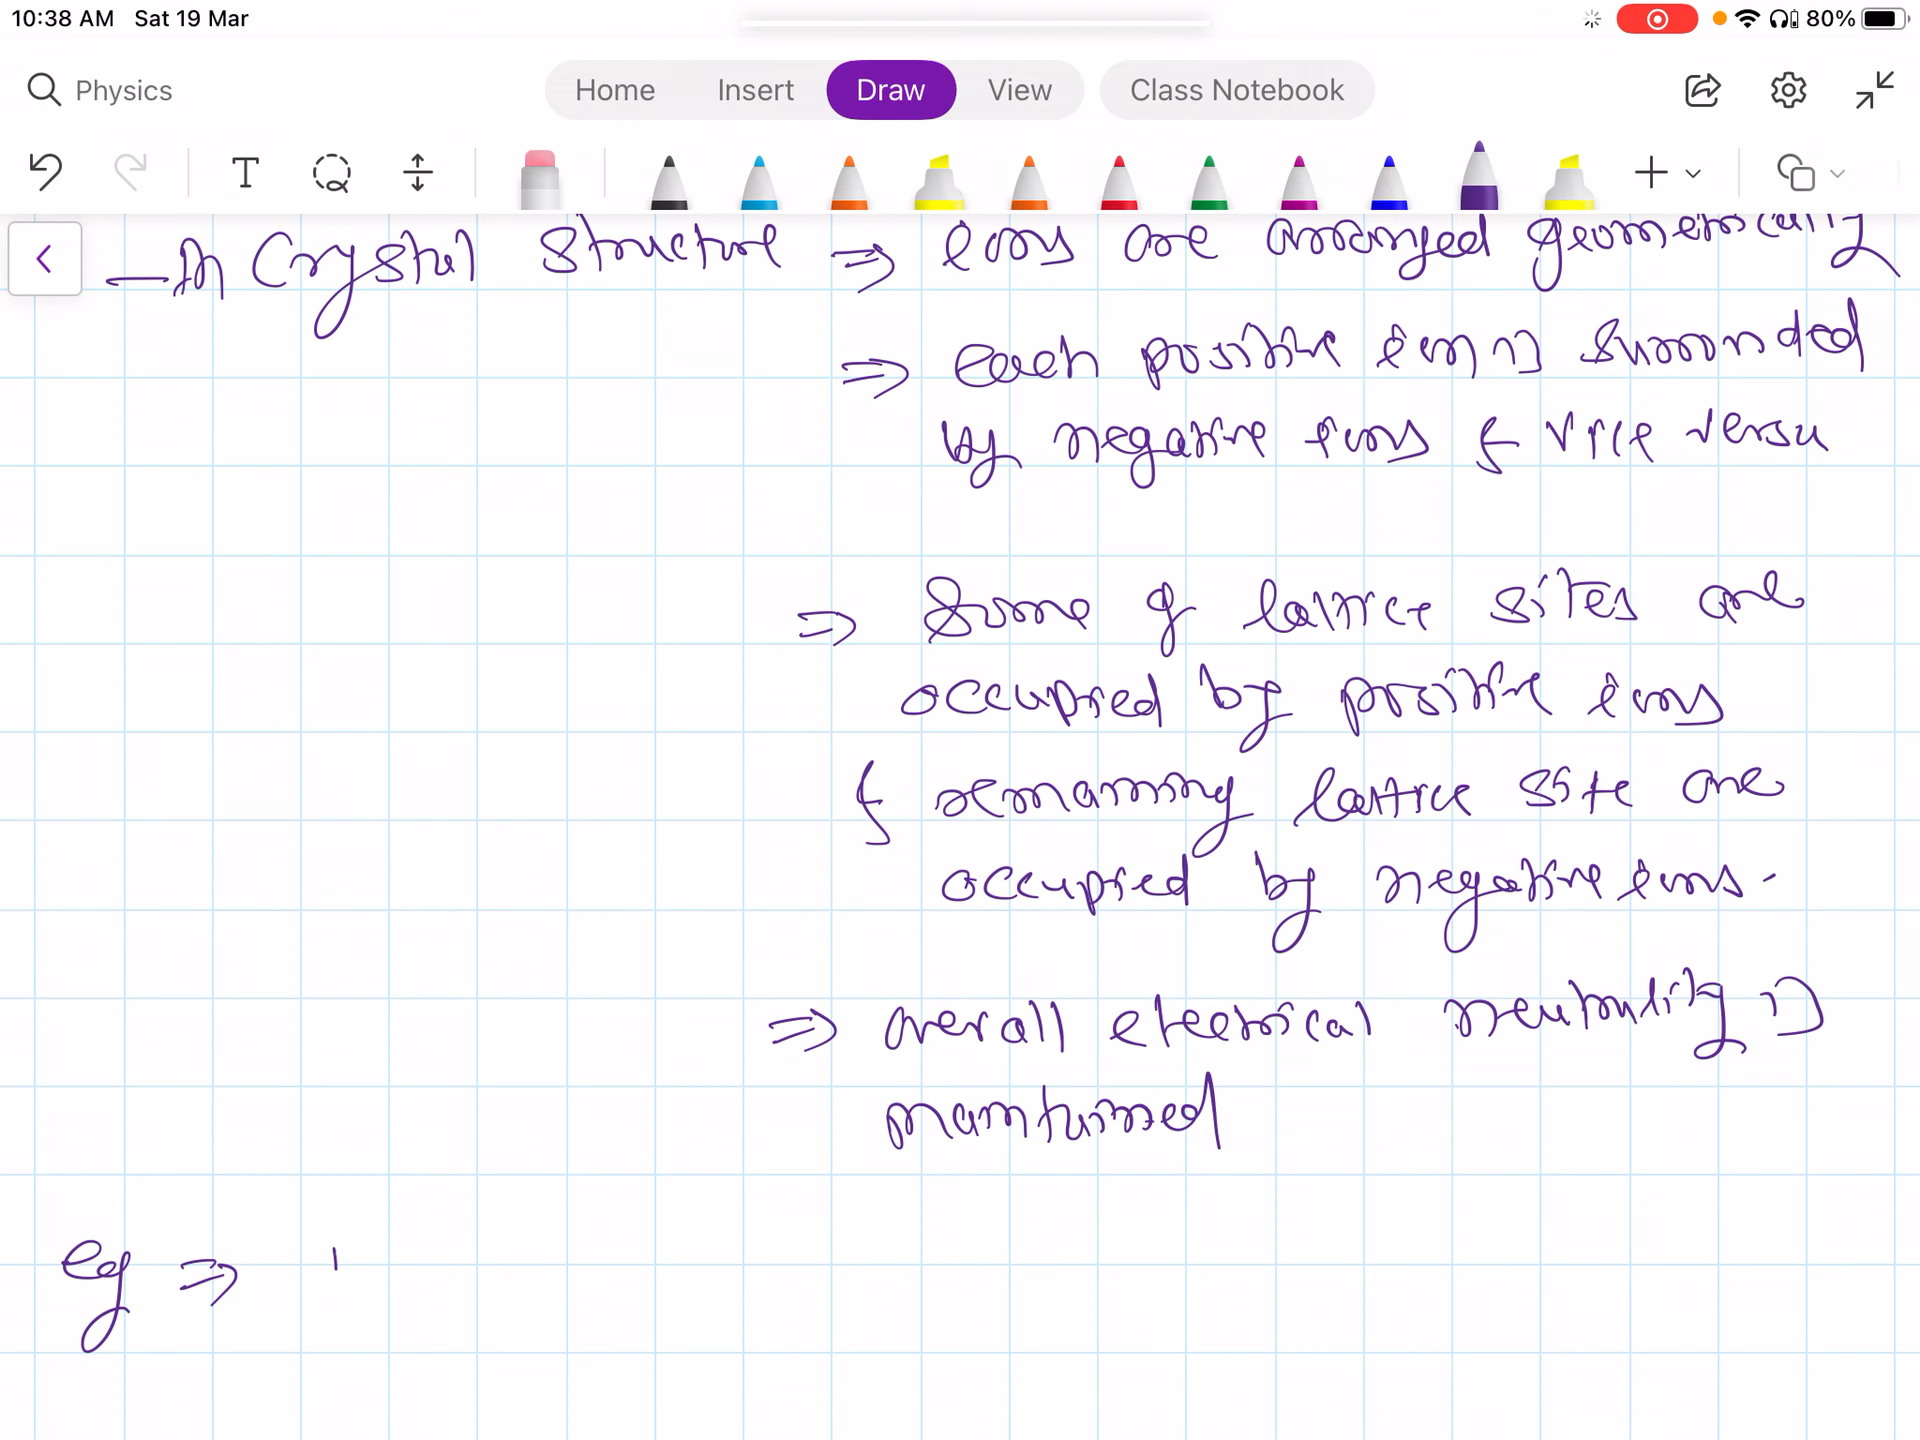 10:38 AM Sat 19 Mar 80%
Physics Home Insert Draw View Class Notebook
T
- In Crystal structure ⇒ ions are arranged geometrically
⇒ each positive ion is surrounded
by negative ions & vice versa
⇒ Some of lattice sites are
occupied by positive ions
& remaining lattice site are
occupied by negative ions.
⇒ overall electrical neutrality is
maintained
eg ⇒